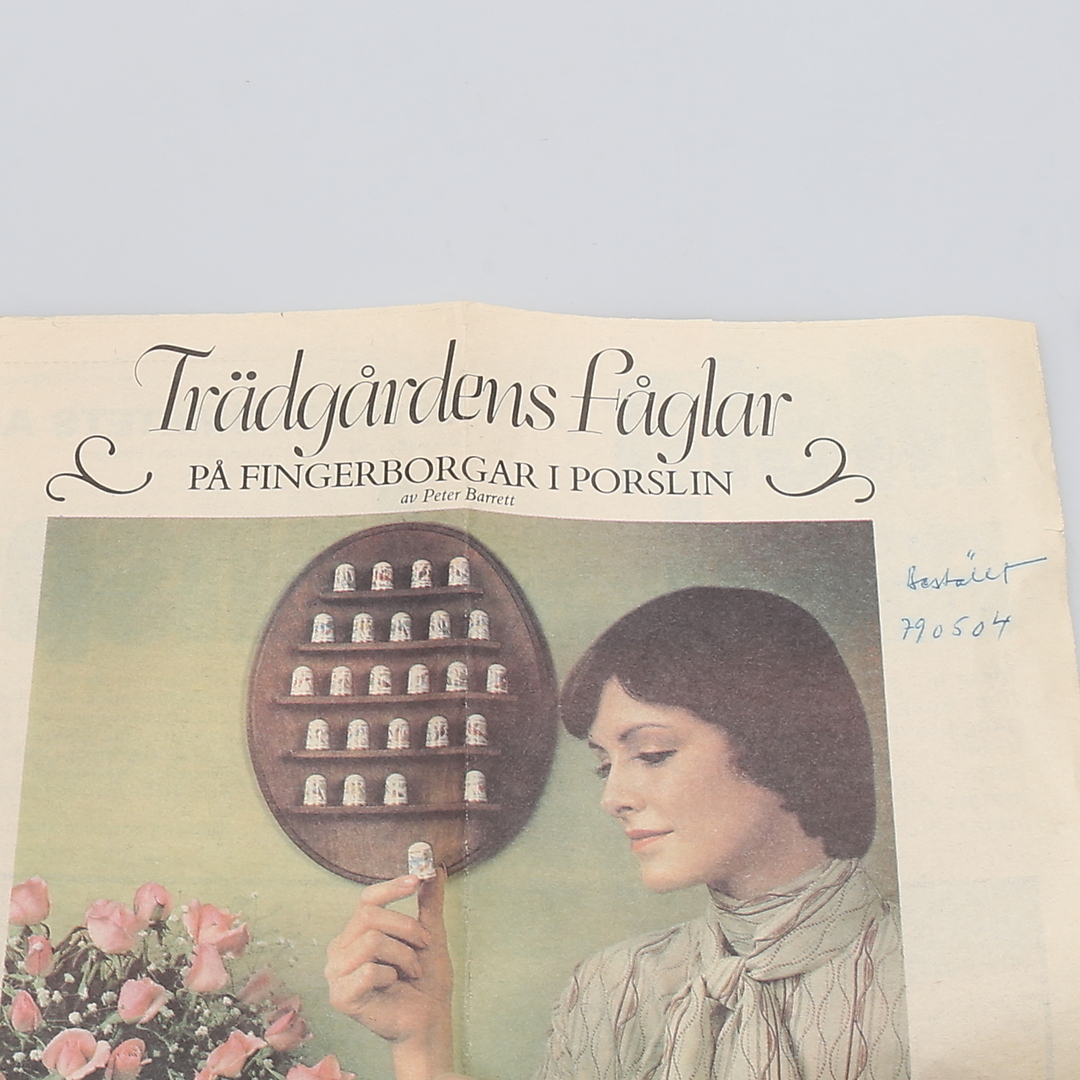 Trädgårdens fåglar
PÅ FINGERBORGAR I PORSLIN
av Peter Barrett
Beställt
790504